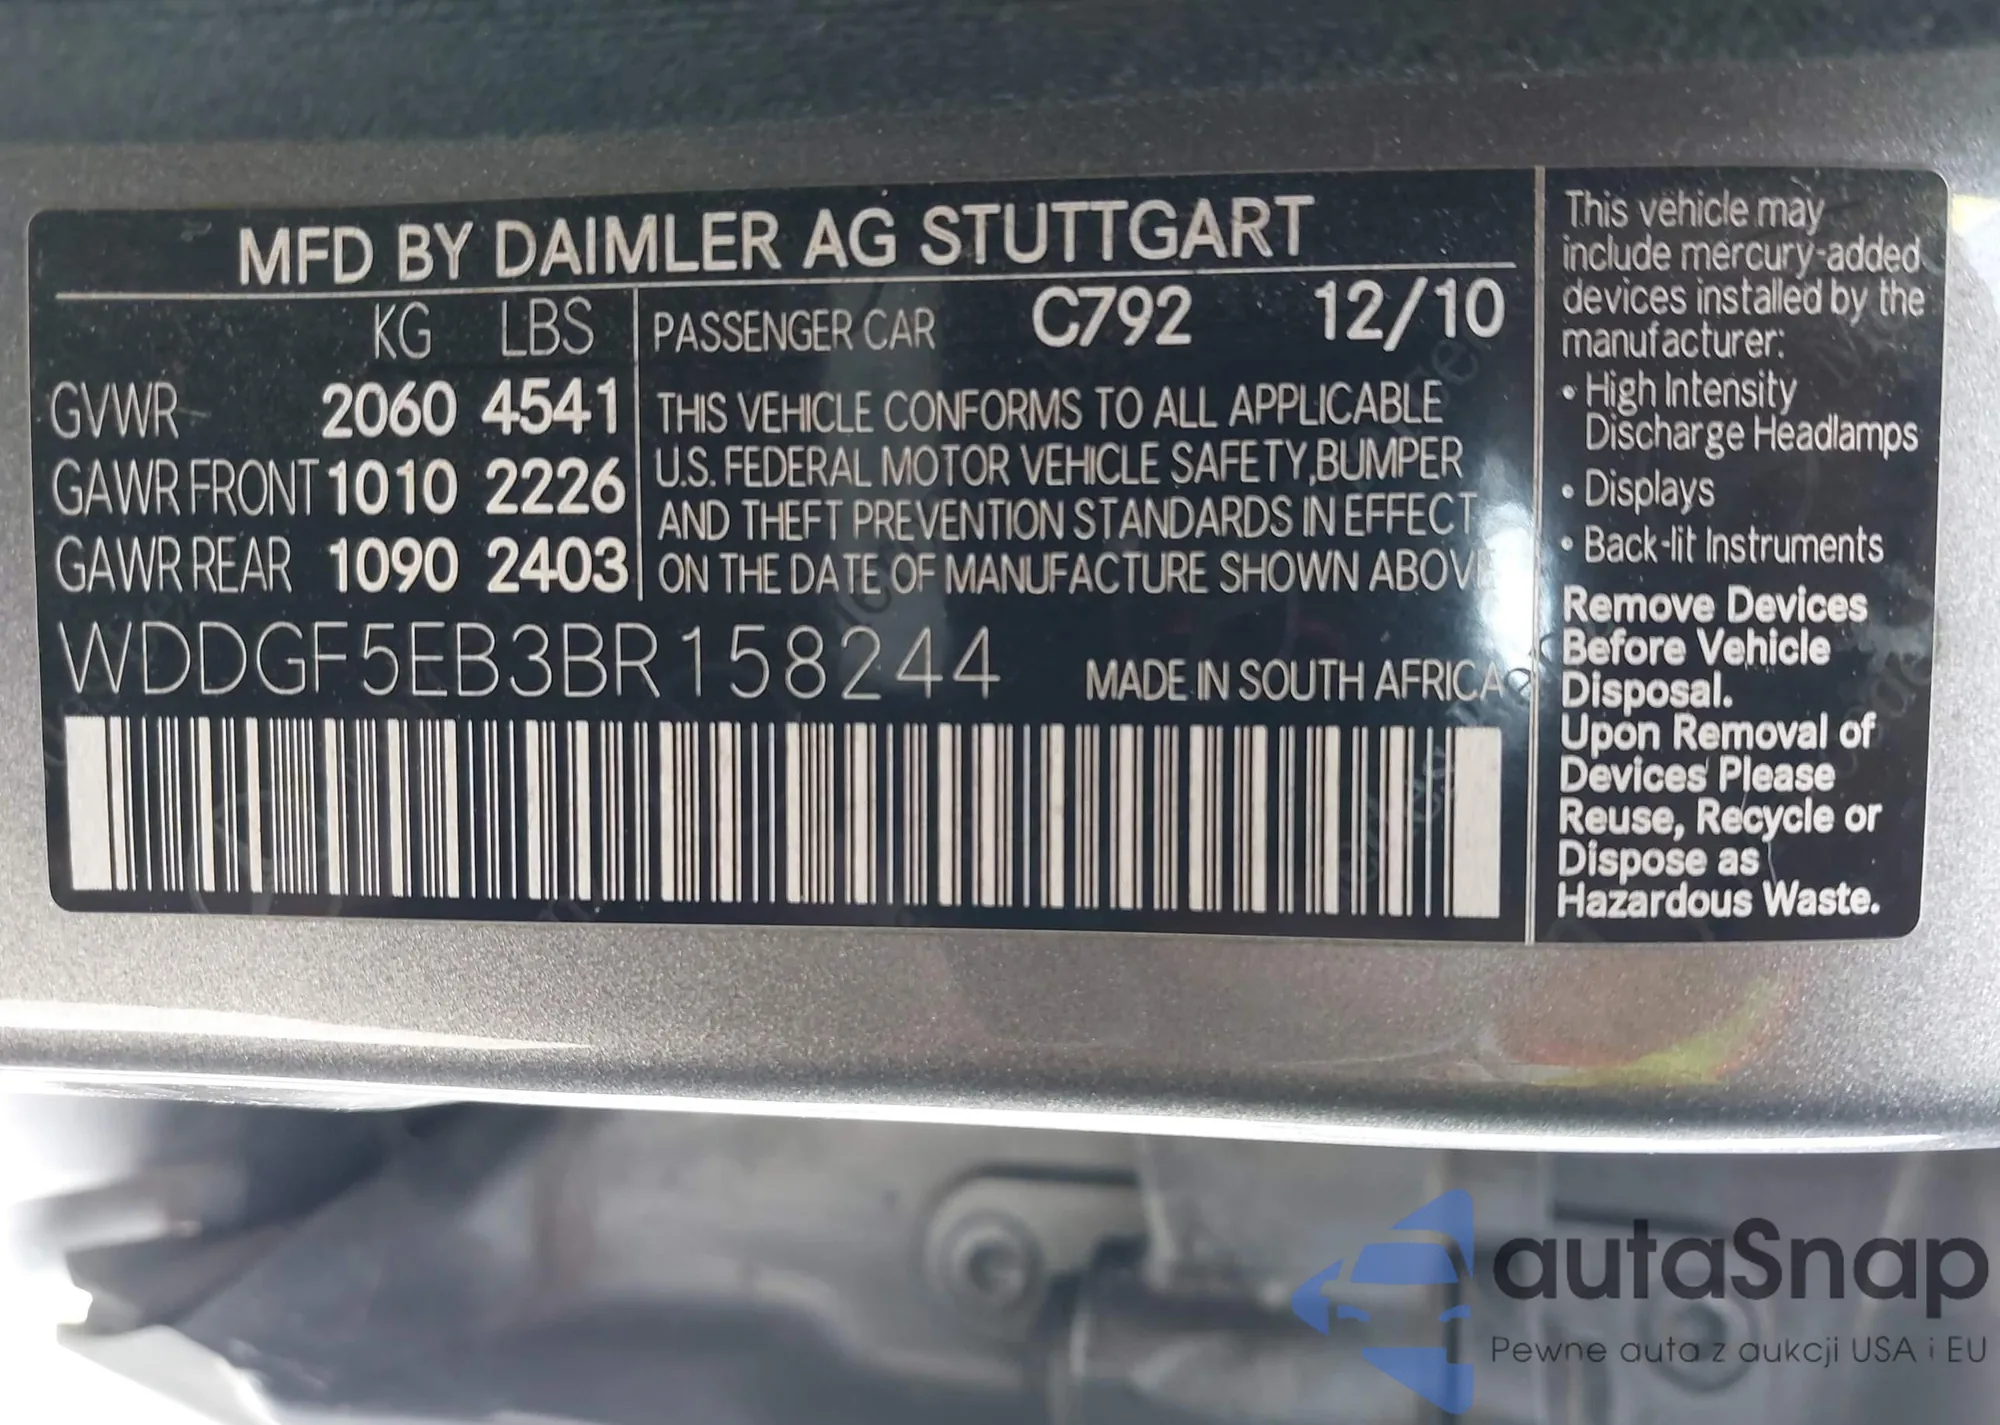 MFD BY DAIMLER AG STUTTGART
KG LBS
GVWR 2060 4541
GAWR FRONT 1010 2226
GAWR REAR 1090 2403
PASSENGER CAR C792 12/10
THIS VEHICLE CONFORMS TO ALL APPLICABLE
U.S. FEDERAL MOTOR VEHICLE SAFETY, BUMPER
AND THEFT PREVENTION STANDARDS IN EFFECT
ON THE DATE OF MANUFACTURE SHOWN ABOVE
WDDGF5EB3BR158244
MADE IN SOUTH AFRICA
This vehicle may
include mercury-added
devices installed by the
manufacturer:
• High Intensity
Discharge Headlamps
• Displays
• Back-lit Instruments
Remove Devices
Before Vehicle
Disposal.
Upon Removal of
Devices Please
Reuse, Recycle or
Dispose as
Hazardous Waste.
autaSnap
Pewne auta z aukcji USA i EU